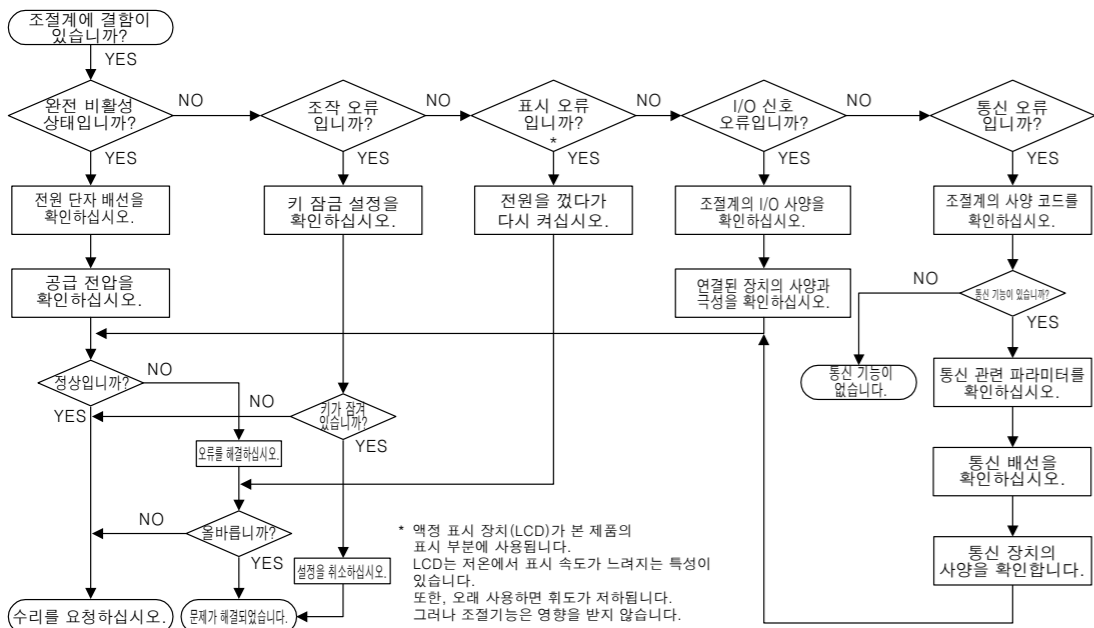 조절계에 결함이
있습니까?
YES
완전 비활성
상태입니까?
NO
조작 오류
입니까?
NO
표시 오류
입니까?
*
NO
I/O 신호
오류입니까?
NO
통신 오류
입니까?
YES
YES
YES
YES
YES
전원 단자 배선을
확인하십시오.
키 잠금 설정을
확인하십시오.
전원을 껐다가
다시 켜십시오.
조절계의 I/O 사양을
확인하십시오.
조절계의 사양 코드를
확인하십시오.
공급 전압을
확인하십시오.
연결된 장치의 사양과
극성을 확인하십시오.
NO
통신 기능이 있습니까?
YES
정상입니까?
NO
YES
통신 기능이
없습니다.
통신 관련 파라미터를
확인하십시오.
NO
키가 잠겨
있습니까?
YES
오류를 해결하십시오.
통신 배선을
확인하십시오.
NO
올바릅니까?
YES
설정을 취소하십시오.
* 액정 표시 장치(LCD)가 본 제품의
표시 부분에 사용됩니다.
LCD는 저온에서 표시 속도가 느려지는 특성이
있습니다.
또한, 오래 사용하면 휘도가 저하됩니다.
그러나 조절기능은 영향을 받지 않습니다.
통신 장치의
사양을 확인합니다.
수리를 요청하십시오.
문제가 해결되었습니다.